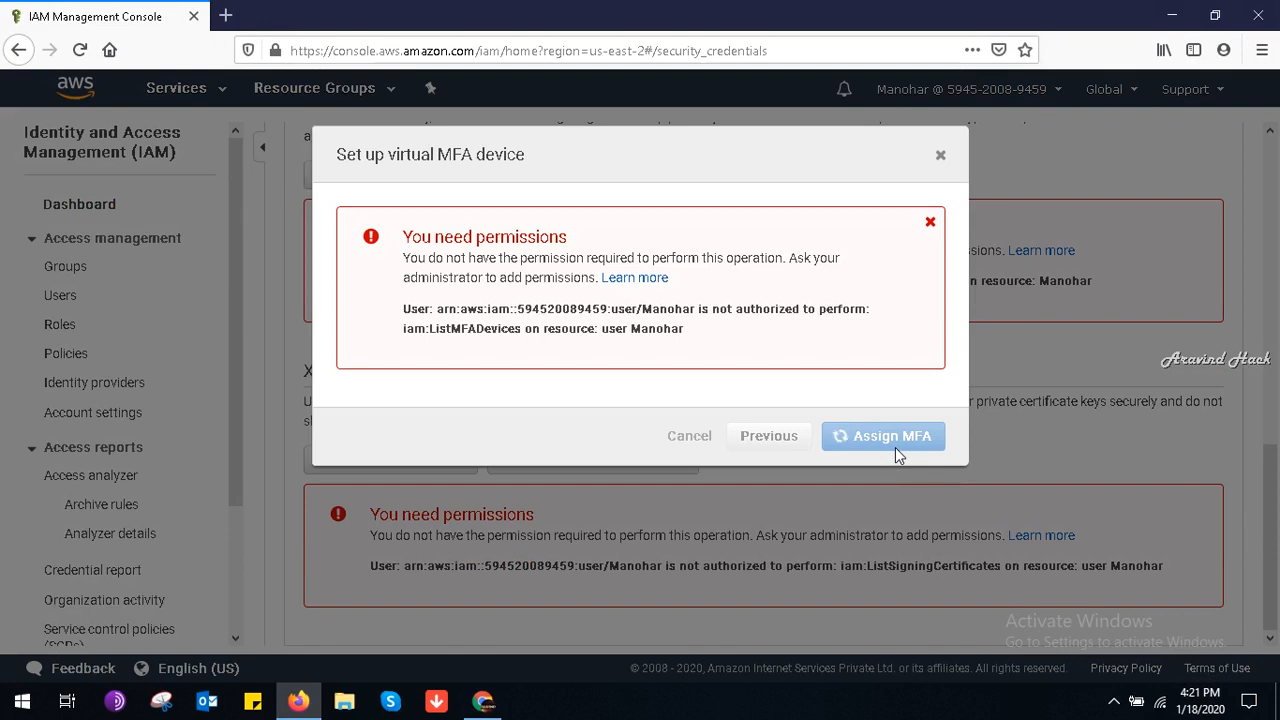 IAM Management Console
https://console.aws.amazon.com/iam/home?region=us-east-2#/security_credentials
aws
Services
Resource Groups
Manohar @ 5945-2008-9459
Global
Support
Identity and Access
Management (IAM)
Dashboard
Access management
Groups
Users
Roles
Policies
Identity providers
Account settings
Access reports
Access analyzer
Archive rules
Analyzer details
Credential report
Organization activity
Service control policies
Set up virtual MFA device
You need permissions
You do not have the permission required to perform this operation. Ask your
administrator to add permissions. Learn more
User: arn:aws:iam::594520089459:user/Manohar is not authorized to perform:
iam:ListMFADevices on resource: user Manohar
Cancel
Previous
Assign MFA
Learn more
on resource: user Manohar
Aravind Hack
X
private certificate keys securely and do not
You need permissions
You do not have the permission required to perform this operation. Ask your administrator to add permissions. Learn more
User: arn:aws:iam::594520089459:user/Manohar is not authorized to perform: iam:ListSigningCertificates on resource: user Manohar
Activate Windows
Go to Settings to activate Windows.
Feedback
English (US)
© 2008 - 2020, Amazon Internet Services Private Ltd. or its affiliates. All rights reserved.
Privacy Policy
Terms of Use
4:21 PM
1/18/2020